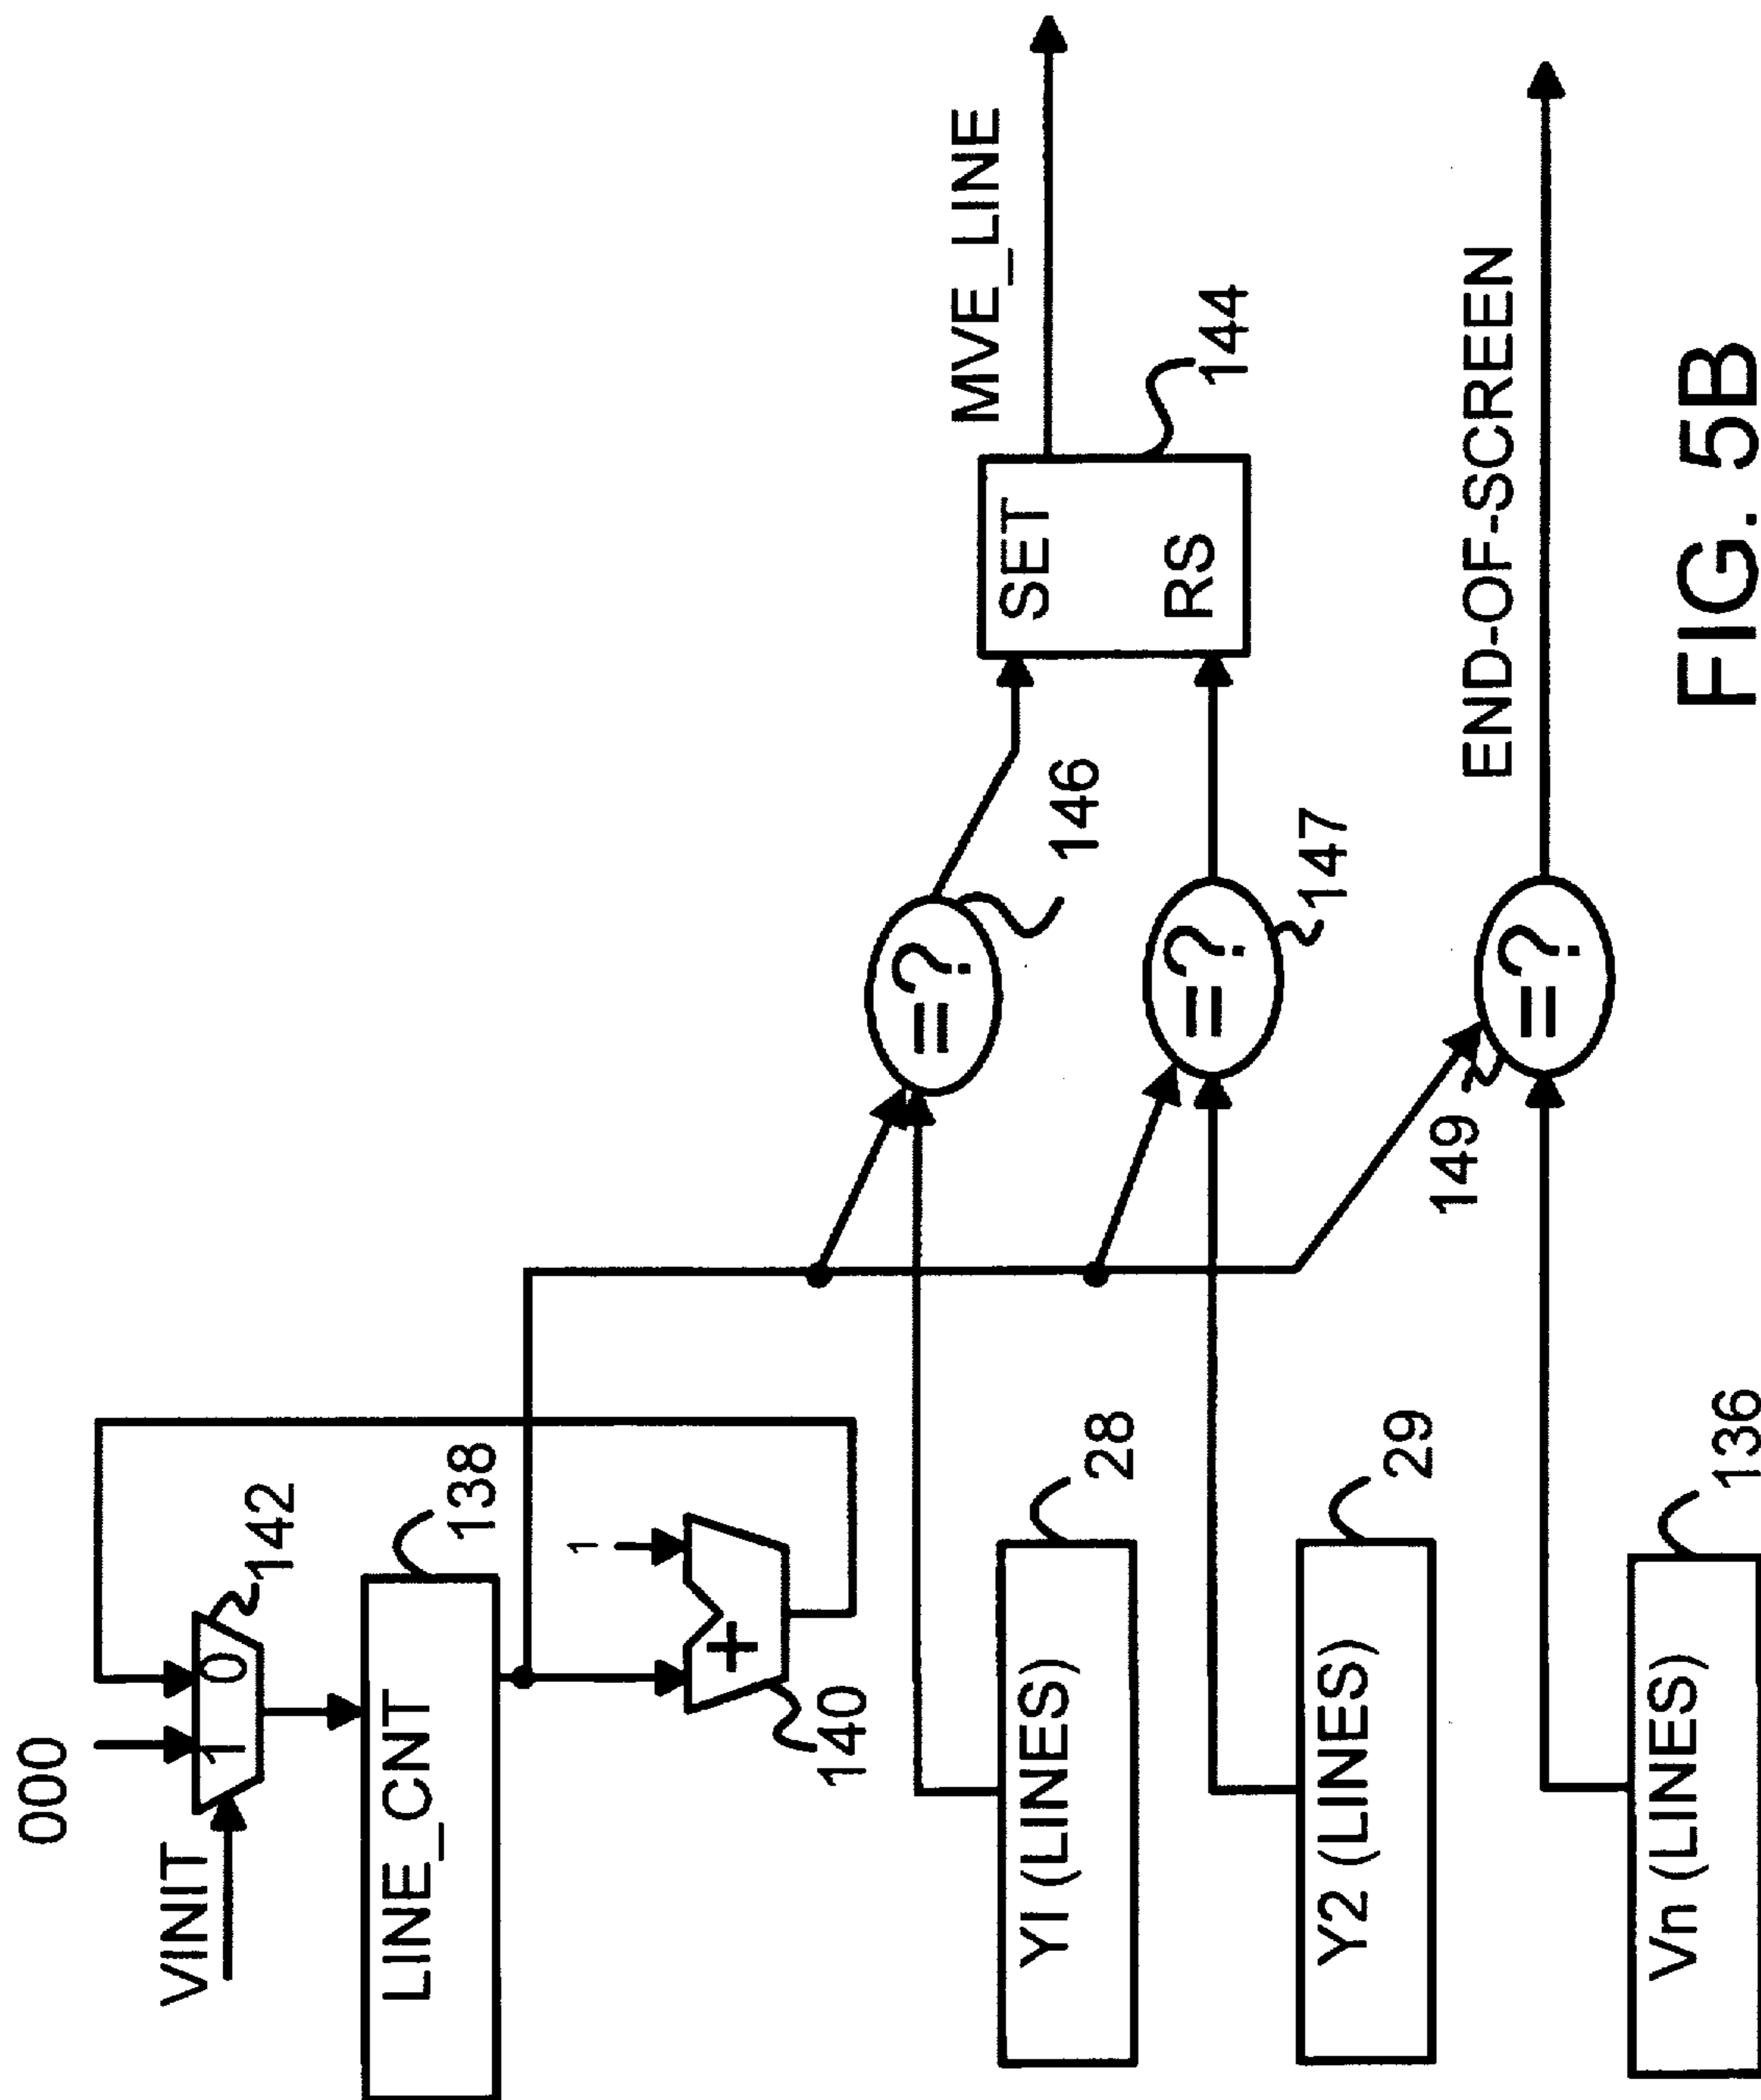 000
VINIT
1 0
142
LINE_CNT
138
1
+
140
YI (LINES)
28
Y2 (LINES)
29
Vn (LINES)
136
=?
146
=?
147
=?
149
SET
RS
144
MVE_LINE
END-OF-SCREEN
FIG. 5B